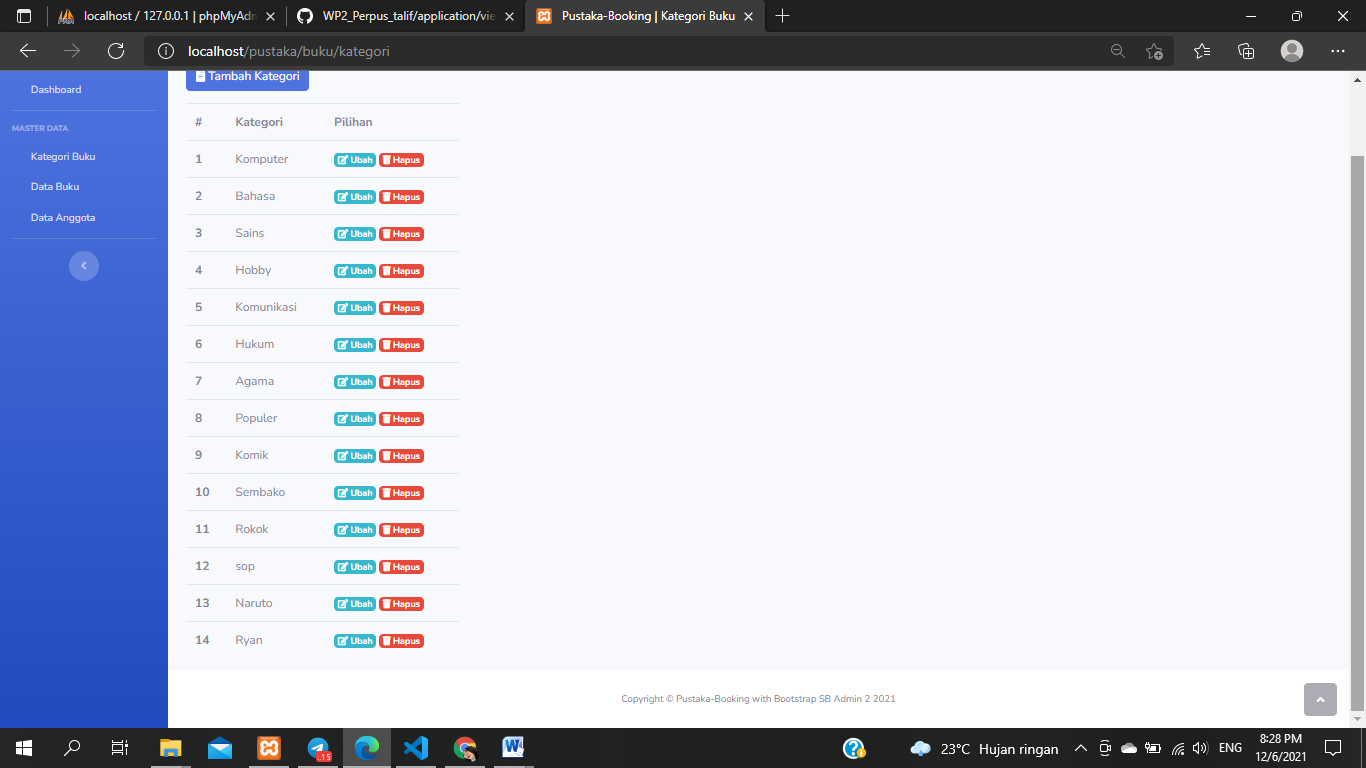 localhost / 127.0.0.1 | phpMyAdm
WP2_Perpus_talif/application/vie
Pustaka-Booking | Kategori Buku
localhost/pustaka/buku/kategori
Tambah Kategori
Dashboard
MASTER DATA
Kategori Buku
Data Buku
Data Anggota
# Kategori Pilihan
1 Komputer Ubah Hapus
2 Bahasa Ubah Hapus
3 Sains Ubah Hapus
4 Hobby Ubah Hapus
5 Komunikasi Ubah Hapus
6 Hukum Ubah Hapus
7 Agama Ubah Hapus
8 Populer Ubah Hapus
9 Komik Ubah Hapus
10 Sembako Ubah Hapus
11 Rokok Ubah Hapus
12 sop Ubah Hapus
13 Naruto Ubah Hapus
14 Ryan Ubah Hapus
Copyright © Pustaka-Booking with Bootstrap SB Admin 2 2021
23°C Hujan ringan
ENG
8:28 PM
12/6/2021